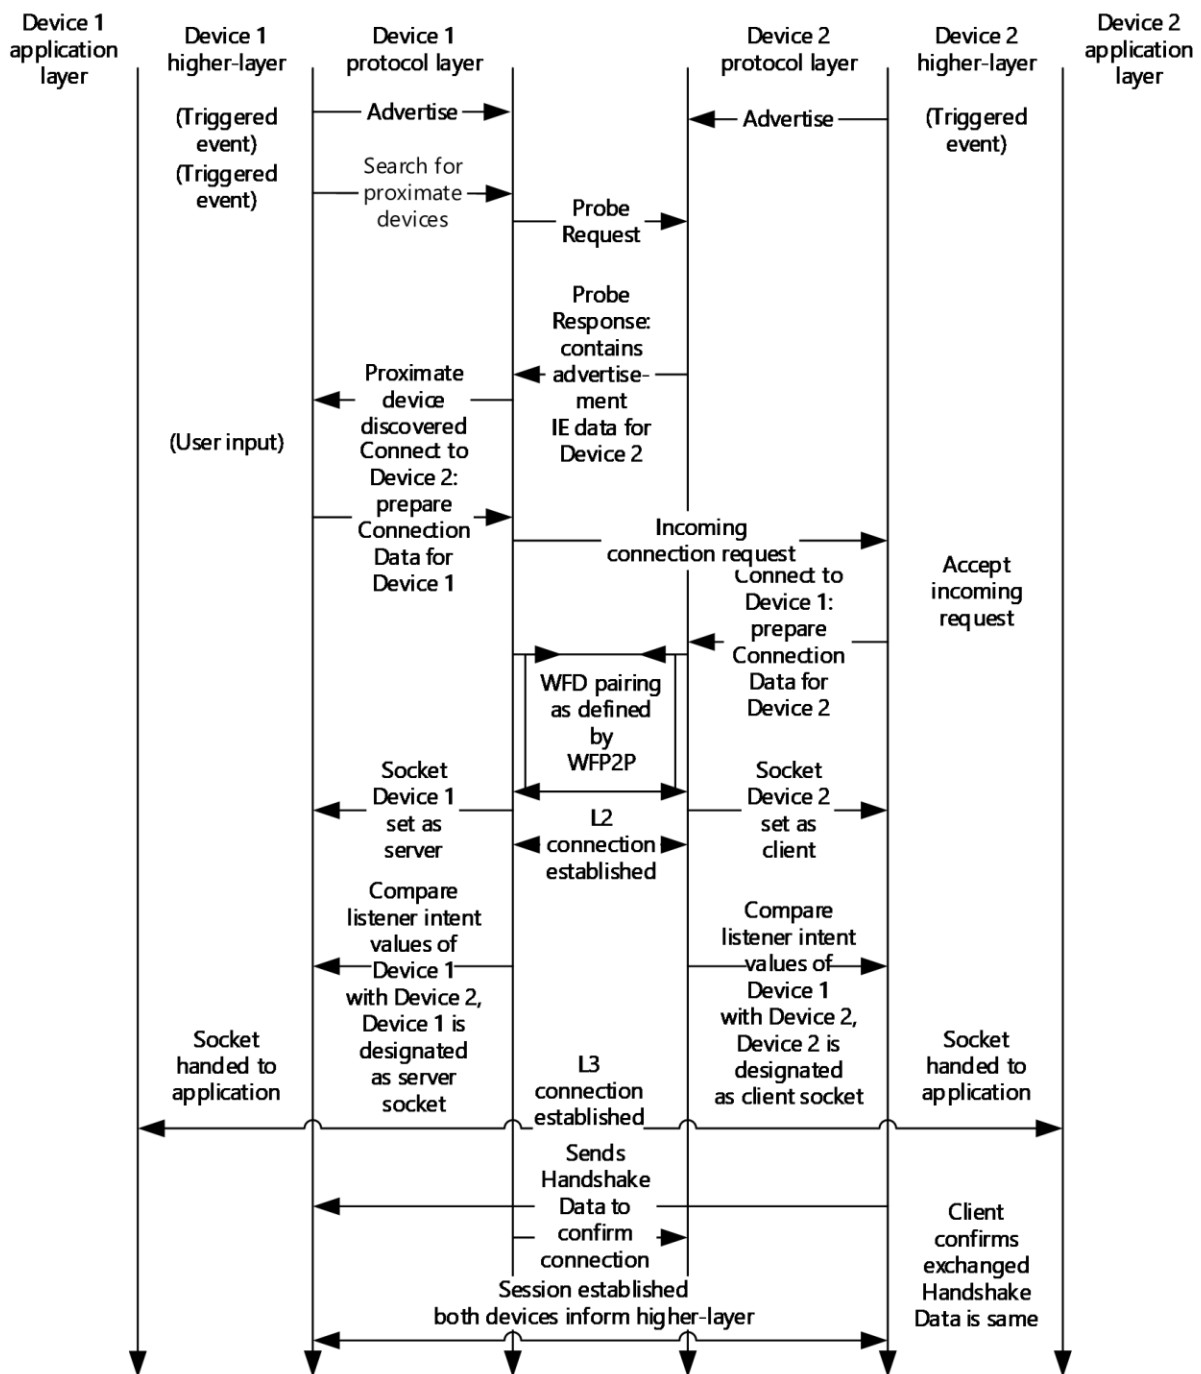 Device 1
application
layer
Device 1
higher-layer
Device 1
protocol layer
Device 2
protocol layer
Device 2
higher-layer
Device 2
application
layer
(Triggered
event)
Advertise
Advertise
(Triggered
event)
(Triggered
event)
Search for
proximate
devices
Probe
Request
Probe
Response:
contains
advertise-
ment
IE data for
Device 2
Proximate
device
discovered
(User input)
Connect to
Device 2:
prepare
Connection
Data for
Device 1
Incoming
connection request
Accept
incoming
request
Connect to
Device 1:
prepare
Connection
Data for
Device 2
WFD pairing
as defined
by
WFP2P
Socket
Device 1
set as
server
Socket
Device 2
set as
client
L2
connection
established
Compare
listener intent
values of
Device 1
with Device 2,
Device 1 is
designated
as server
socket
Compare
listener intent
values of
Device 1
with Device 2,
Device 2 is
designated
as client socket
Socket
handed to
application
L3
connection
established
Socket
handed to
application
Sends
Handshake
Data to
confirm
connection
Client
confirms
exchanged
Handshake
Data is same
Session established
both devices inform higher-layer